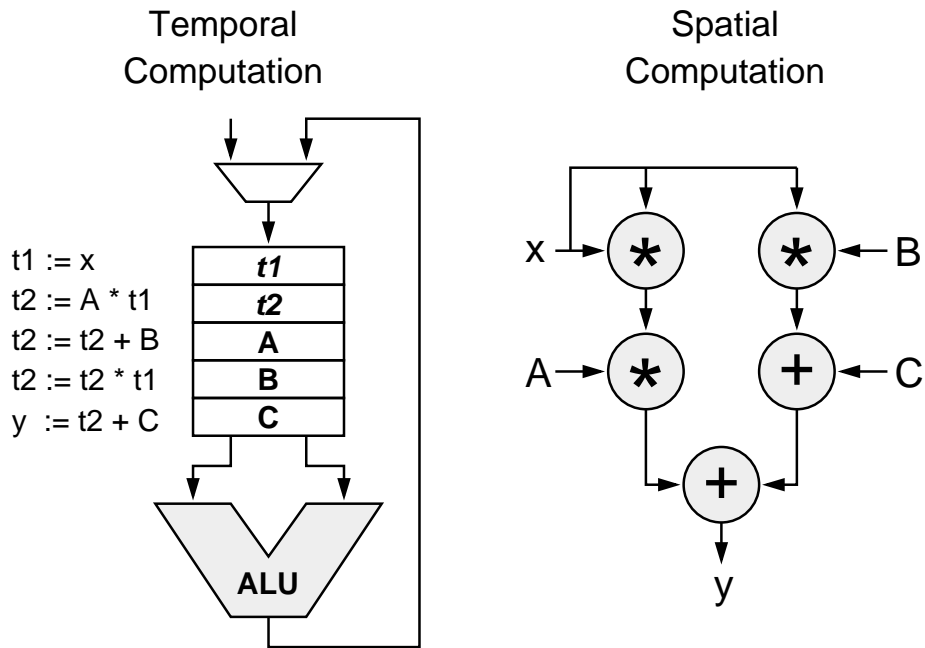 Temporal
Computation
t1 := x
t2 := A * t1
t2 := t2 + B
t2 := t2 * t1
y := t2 + C
t1
t2
A
B
C
ALU
Spatial
Computation
x * * B
A * + C
+
y